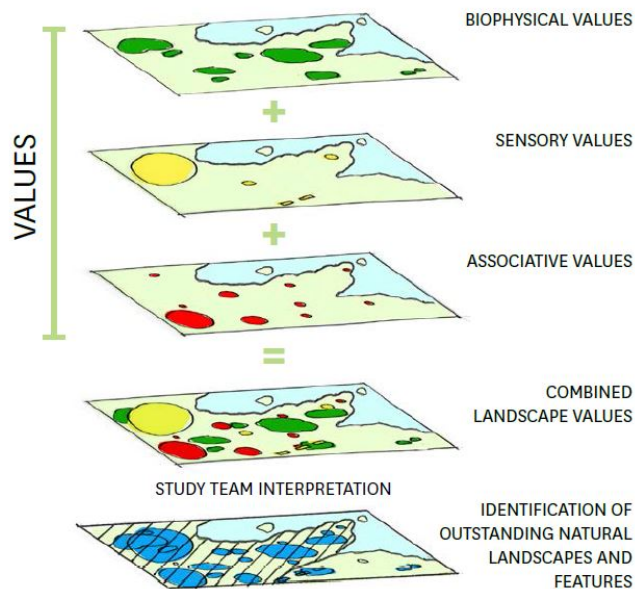 BIOPHYSICAL VALUES
VALUES
+
SENSORY VALUES
+
ASSOCIATIVE VALUES
=
COMBINED
LANDSCAPE VALUES
STUDY TEAM INTERPRETATION
IDENTIFICATION OF
OUTSTANDING NATURAL
LANDSCAPES AND
FEATURES